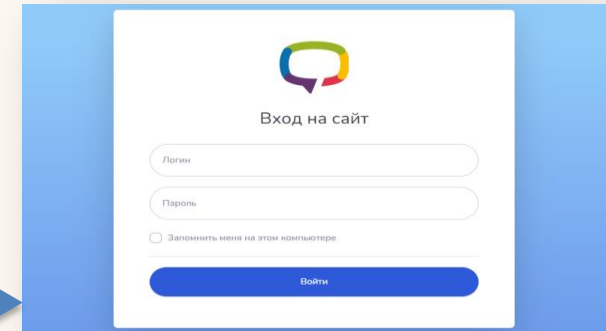 Вход на сайт
Логин
Пароль
Запомнить меня на этом компьютере
Войти